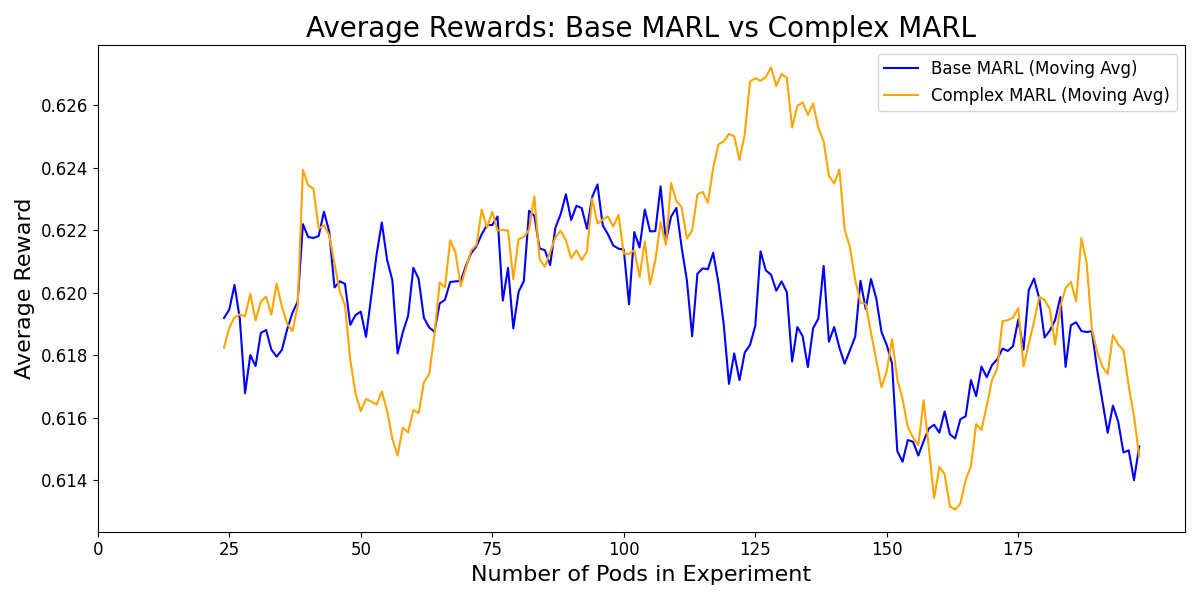 Average Rewards: Base MARL vs Complex MARL
Base MARL (Moving Avg)
Complex MARL (Moving Avg)
Average Reward
0.626
0.624
0.622
0.620
0.618
0.616
0.614
0 25 50 75 100 125 150 175
Number of Pods in Experiment